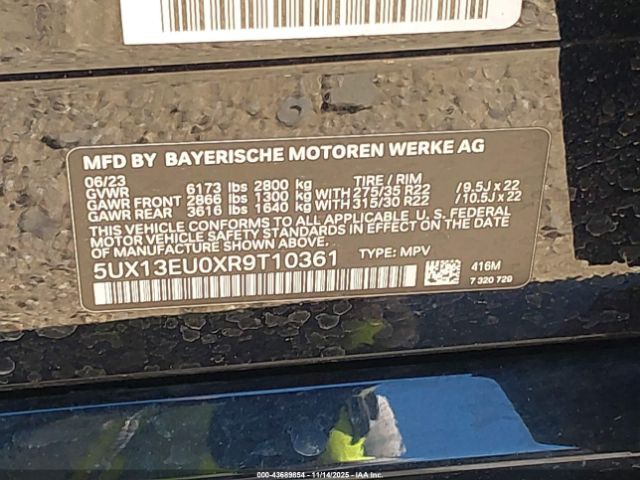 MFD BY BAYERISCHE MOTOREN WERKE AG
06/23 TIRE / RIM
GVWR 6173 lbs 2800 kg
GAWR FRONT 2866 lbs 1300 kg WITH 275/35 R22 / 9.5J x 22
GAWR REAR 3616 lbs 1640 kg WITH 315/30 R22 / 10.5J x 22
THIS VEHICLE CONFORMS TO ALL APPLICABLE U. S. FEDERAL
MOTOR VEHICLE SAFETY STANDARDS IN EFFECT ON THE DATE
OF MANUFACTURE SHOWN ABOVE.
5UX13EU0XR9T10361 TYPE: MPV
416M
7 320 729
000-43689854 - 11/14/2025 - IAAI.COM